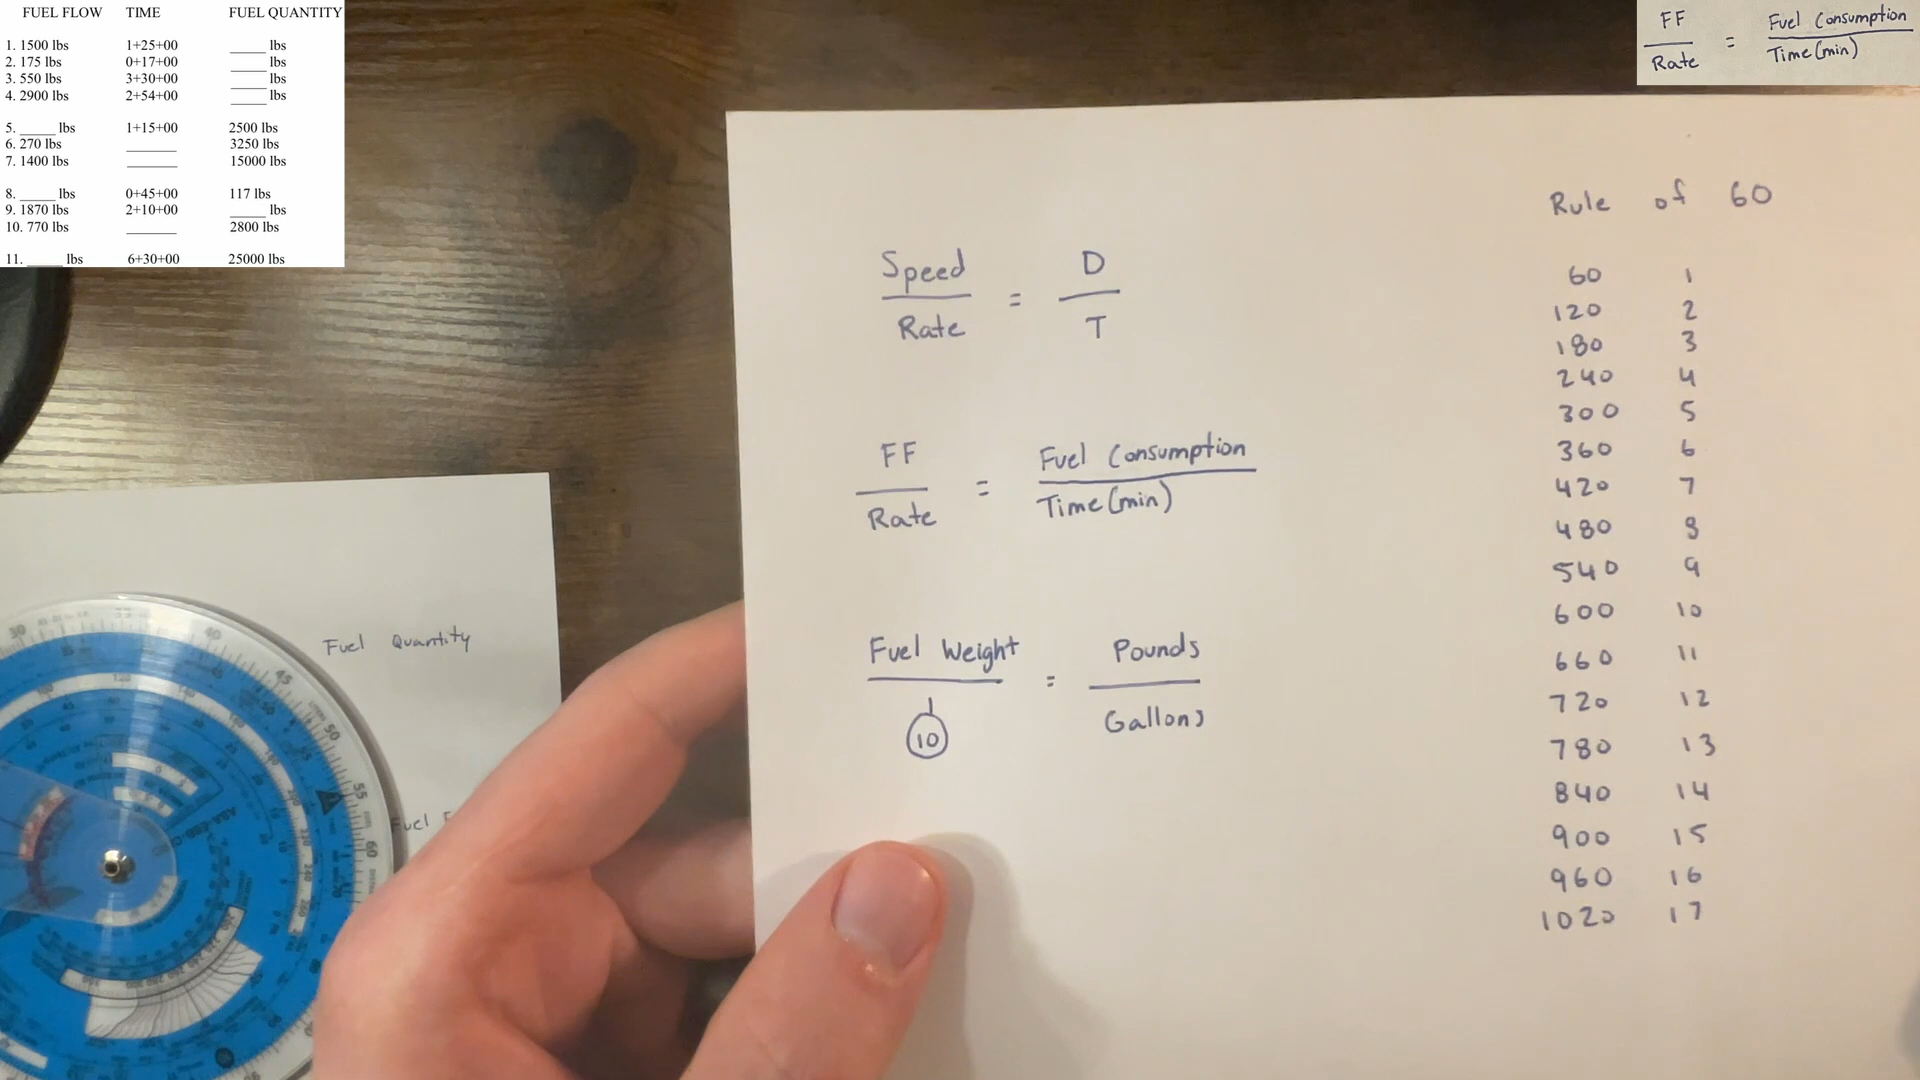 FUEL FLOW TIME FUEL QUANTITY
1. 1500 lbs 1+25+00 _____ lbs
2. 175 lbs 0+17+00 _____ lbs
3. 550 lbs 3+30+00 _____ lbs
4. 2900 lbs 2+54+00 _____ lbs
5. _____ lbs 1+15+00 2500 lbs
6. 270 lbs _______ 3250 lbs
7. 1400 lbs _______ 15000 lbs
8. _____ lbs 0+45+00 117 lbs
9. 1870 lbs 2+10+00 _____ lbs
10. 770 lbs _______ 2800 lbs
11. _____ lbs 6+30+00 25000 lbs
FF = Fuel Consumption
Rate Time (min)
Speed = D
Rate T
FF = Fuel Consumption
Rate Time (min)
Fuel Weight = Pounds
10 Gallons
Rule of 60
60 1
120 2
180 3
240 4
300 5
360 6
420 7
480 8
540 9
600 10
660 11
720 12
780 13
840 14
900 15
960 16
1020 17
Fuel Quantity
Fuel F
40
45
50
55
60